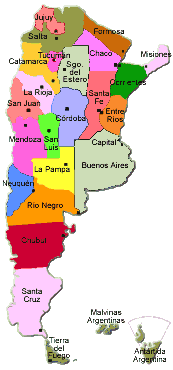 Jujuy
Formosa
Salta
Tucumán
Chaco
Misiones
Catamarca
Sgo.
del
Estero
Corrientes
La Rioja
Santa
Fe
San Juan
Córdoba
Entre
Ríos
Mendoza
San
Luis
Capital
Buenos Aires
La Pampa
Neuquén
Río Negro
Chubut
Santa
Cruz
Malvinas
Argentinas
Tierra
del
Fuego
Antártida
Argentina